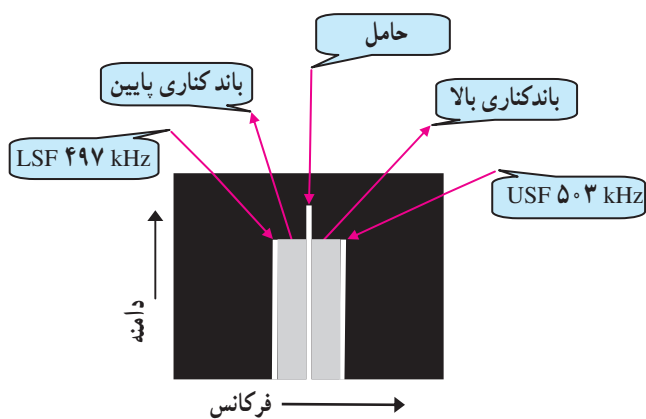 حامل
باند کناری پایین
باندکناری بالا
LSF ۴۹۷ kHz
USF ۵۰۳ kHz
دامنه
فرکانس